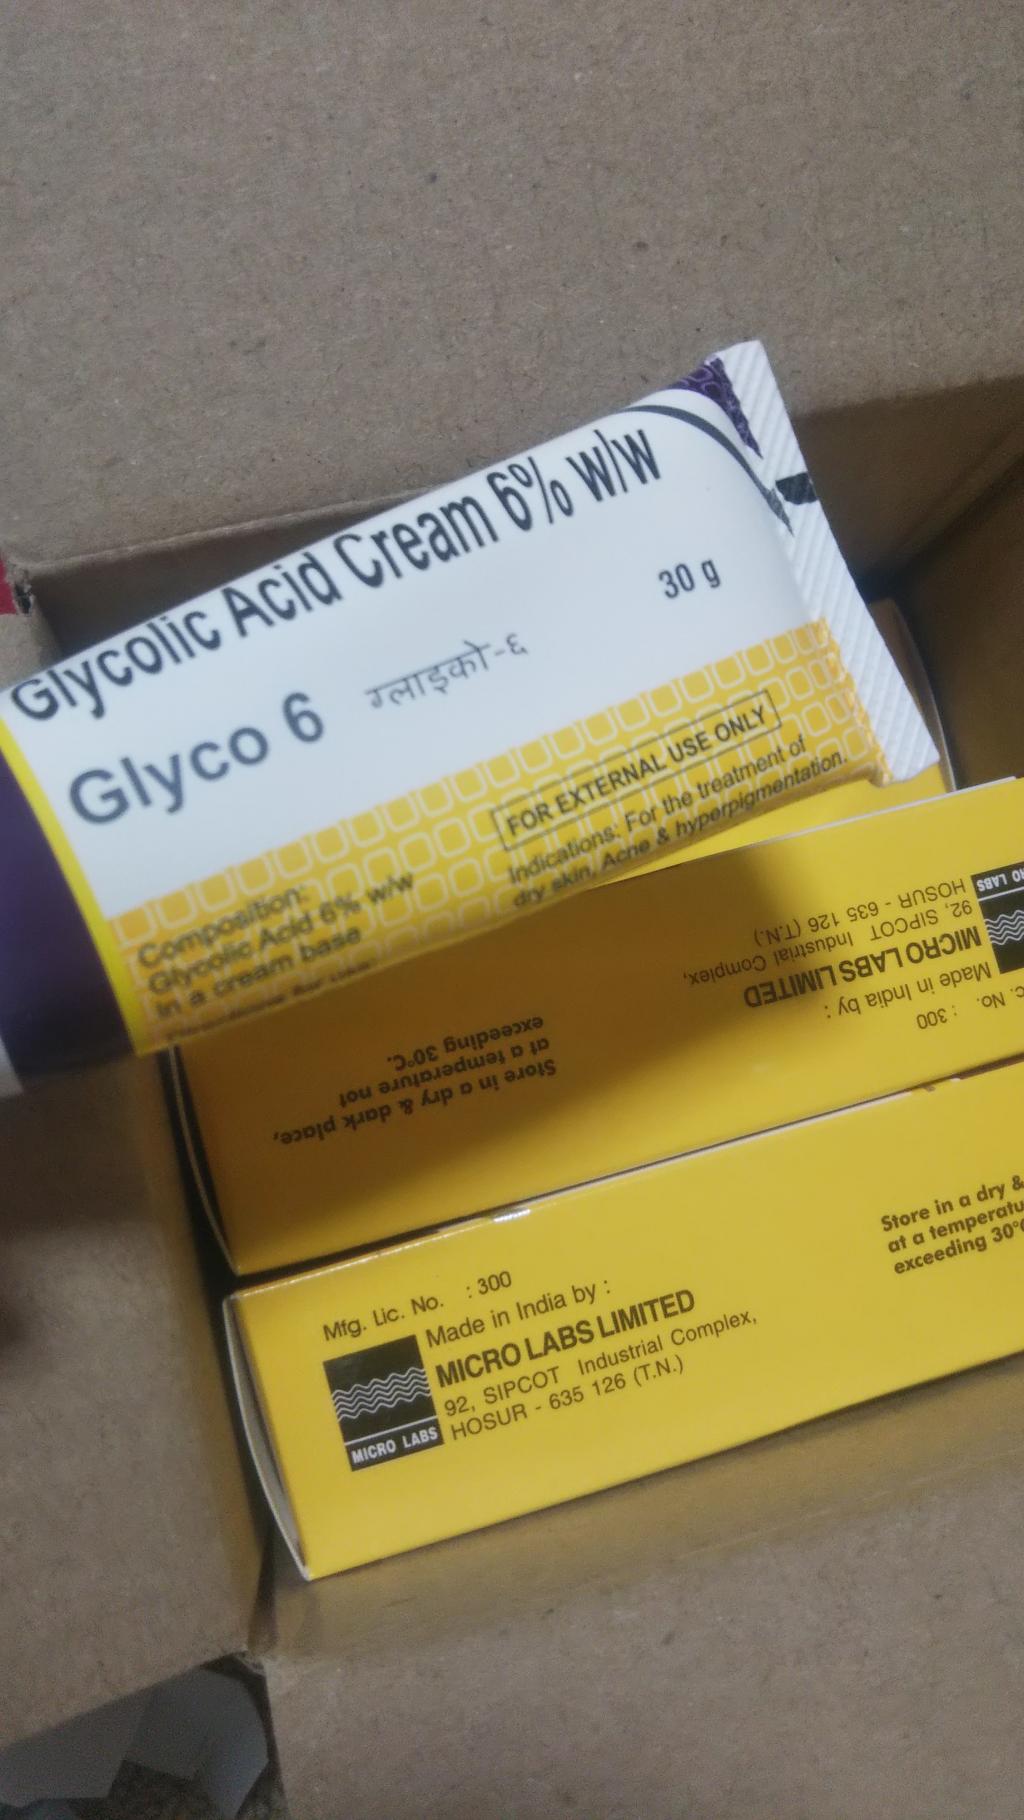 Glycolic Acid Cream 6% w/w
30 g
Glyco 6 ग्लाइको-६
FOR EXTERNAL USE ONLY
Indications: For the treatment of
dry skin, Acne & hyperpigmentation.
Composition:
Glycolic Acid 6% w/w
In a cream base
Store in a dry & dark place,
at a temperature not
exceeding 30°C.
No. : 300
Made in India by :
MICRO LABS LIMITED
92, SIPCOT Industrial Complex,
HOSUR - 635 126 (T.N.)
LABS
Mfg. Lic. No. : 300
Made in India by :
MICRO LABS LIMITED
92, SIPCOT Industrial Complex,
HOSUR - 635 126 (T.N.)
MICRO LABS
Store in a dry &
at a
exceeding 30°